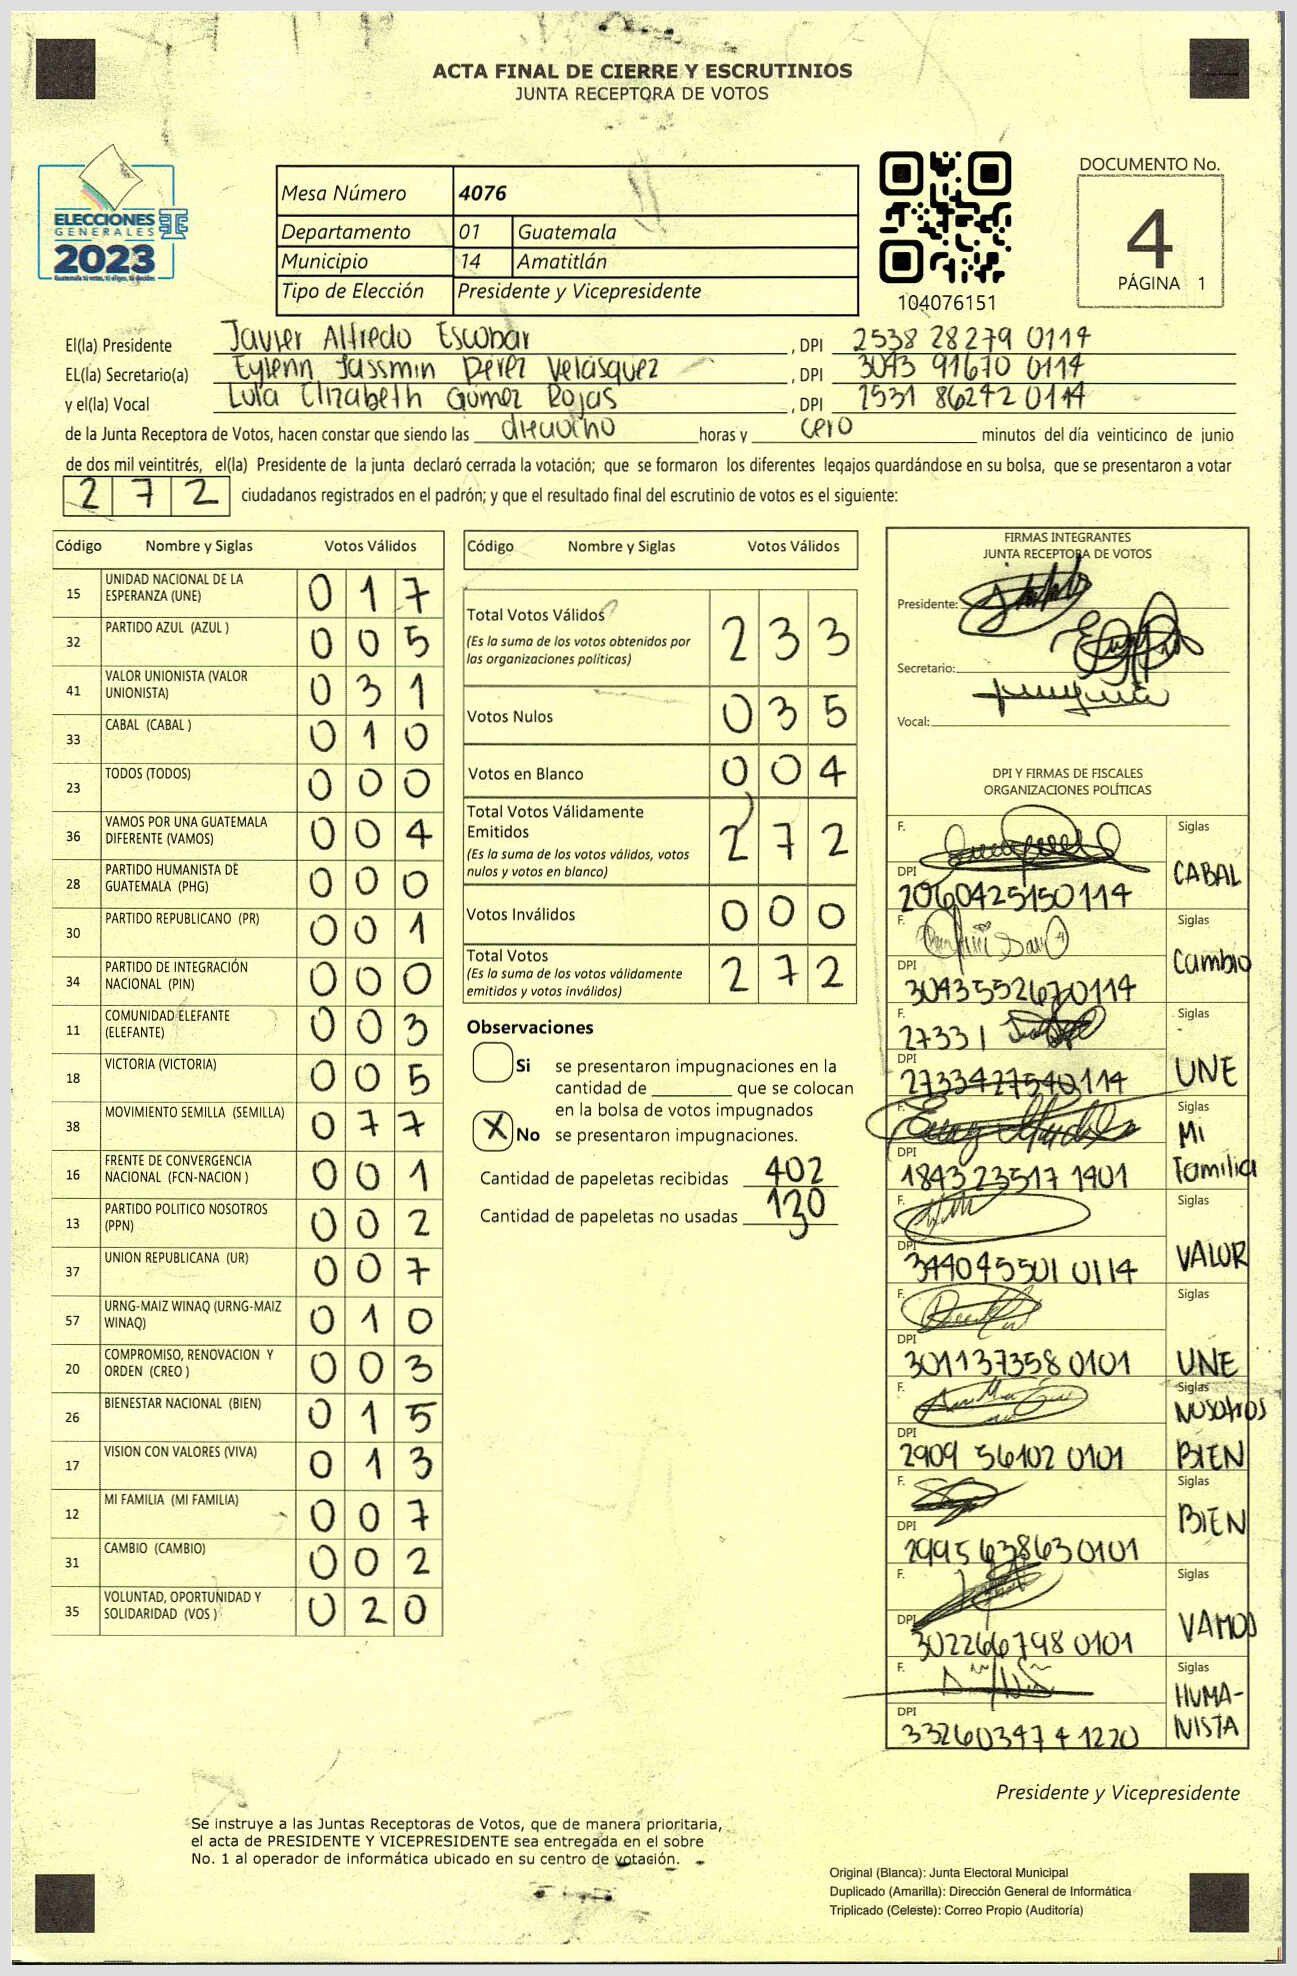 ACTA FINAL DE CIERRE Y ESCRUTINIOS
JUNTA RECEPTORA DE VOTOS
ELECCIONES
GENERALES
2023
Mesa Número 4076
Departamento 01 Guatemala
Municipio 14 Amatitlán
Tipo de Elección Presidente y Vicepresidente
104076151
DOCUMENTO No.
4
PÁGINA 1
El(la) Presidente Javier Alfredo Escobar , DPI 2538 28279 0114
EL(la) Secretario(a) Eylenn Jassmin Perez Velásquez , DPI 3043 91670 0114
y el(la) Vocal Elizabeth Gómez Rojas , DPI 2531 86242 0114
de la Junta Receptora de Votos, hacen constar que siendo las horas y cero minutos del día veinticinco de junio
de dos mil veintitrés, el(la) Presidente de la junta declaró cerrada la votación; que se formaron los diferentes legajos quardándose en su bolsa, que se presentaron a votar
2 7 2 ciudadanos registrados en el padrón; y que el resultado final del escrutinio de votos es el siguiente:
Código Nombre y Siglas Votos Válidos
15 UNIDAD NACIONAL DE LA
ESPERANZA (UNE) 0 1 7
32 PARTIDO AZUL (AZUL ) 0 0 5
41 VALOR UNIONISTA (VALOR
UNIONISTA) 0 3 1
33 CABAL (CABAL ) 0 1 0
23 TODOS (TODOS) 0 0 0
36 VAMOS POR UNA GUATEMALA
DIFERENTE (VAMOS) 0 0 4
28 PARTIDO HUMANISTA DE
GUATEMALA (PHG) 0 0 0
30 PARTIDO REPUBLICANO (PR) 0 0 1
34 PARTIDO DE INTEGRACIÓN
NACIONAL (PIN) 0 0 0
11 COMUNIDAD ELEFANTE
(ELEFANTE) 0 0 3
18 VICTORIA (VICTORIA) 0 0 5
38 MOVIMIENTO SEMILLA (SEMILLA) 0 7 7
16 FRENTE DE CONVERGENCIA
NACIONAL (FCN-NACION ) 0 0 1
13 PARTIDO POLITICO NOSOTROS
(PPN) 0 0 2
37 UNION REPUBLICANA (UR) 0 0 7
57 URNG-MAIZ WINAQ (URNG-MAIZ
WINAQ) 0 1 0
20 COMPROMISO, RENOVACION Y
ORDEN (CREO ) 0 0 3
26 BIENESTAR NACIONAL (BIEN) 0 1 5
17 VISION CON VALORES (VIVA) 0 1 3
12 MI FAMILIA (MI FAMILIA) 0 0 7
31 CAMBIO (CAMBIO) 0 0 2
35 VOLUNTAD, OPORTUNIDAD Y
SOLIDARIDAD (VOS ) 0 2 0
Código Nombre y Siglas Votos Válidos
Total Votos Válidos 2 3 3
(Es la suma de los votos obtenidos por
las organizaciones políticas)
Votos Nulos 0 3 5
Votos en Blanco 0 0 4
Total Votos Válidamente
Emitidos 2 7 2
(Es la suma de los votos válidos, votos
nulos y votos en blanco)
Votos Inválidos 0 0 0
Total Votos 2 7 2
(Es la suma de los votos válidamente
emitidos y votos inválidos)
Observaciones
Si se presentaron impugnaciones en la
cantidad de que se colocan
en la bolsa de votos impugnados
X No se presentaron impugnaciones.
Cantidad de papeletas recibidas 402
Cantidad de papeletas no usadas 130
FIRMAS INTEGRANTES
JUNTA RECEPTORA DE VOTOS
Presidente:
Secretario:
Vocal:
DPI Y FIRMAS DE FISCALES
ORGANIZACIONES POLÍTICAS
F. Siglas
CABAL
DPI
2060425150114
F. Siglas
Cambio
DPI
3043552670114
F. Siglas
27331
UNE
DPI
2733427540114
F. Siglas
Mi
Familia
DPI
1843 23517 1401
F. Siglas
VALOR
DPI
344045501 0114
F. Siglas
UNE
DPI
301137358 0101
F. Siglas
Nosotros
DPI
BIEN
2909 56102 0101
F. Siglas
BIEN
DPI
2995 63863 0101
F. Siglas
VAMOS
DPI
302266798 0101
F. Siglas
HUMA-
NISTA
DPI
332603474 1220
Presidente y Vicepresidente
Se instruye a las Juntas Receptoras de Votos, que de manera prioritaria,
el acta de PRESIDENTE Y VICEPRESIDENTE sea entregada en el sobre
No. 1 al operador de informática ubicado en su centro de votación.
Original (Blanca): Junta Electoral Municipal
Duplicado (Amarilla): Dirección General de Informática
Triplicado (Celeste): Correo Propio (Auditoría)